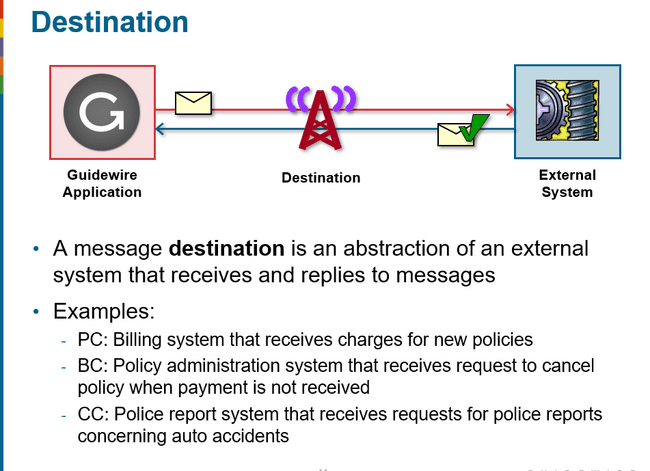 Destination
Guidewire
Application
Destination
External
System
• A message destination is an abstraction of an external
system that receives and replies to messages
• Examples:
- PC: Billing system that receives charges for new policies
- BC: Policy administration system that receives request to cancel
policy when payment is not received
- CC: Police report system that receives requests for police reports
concerning auto accidents